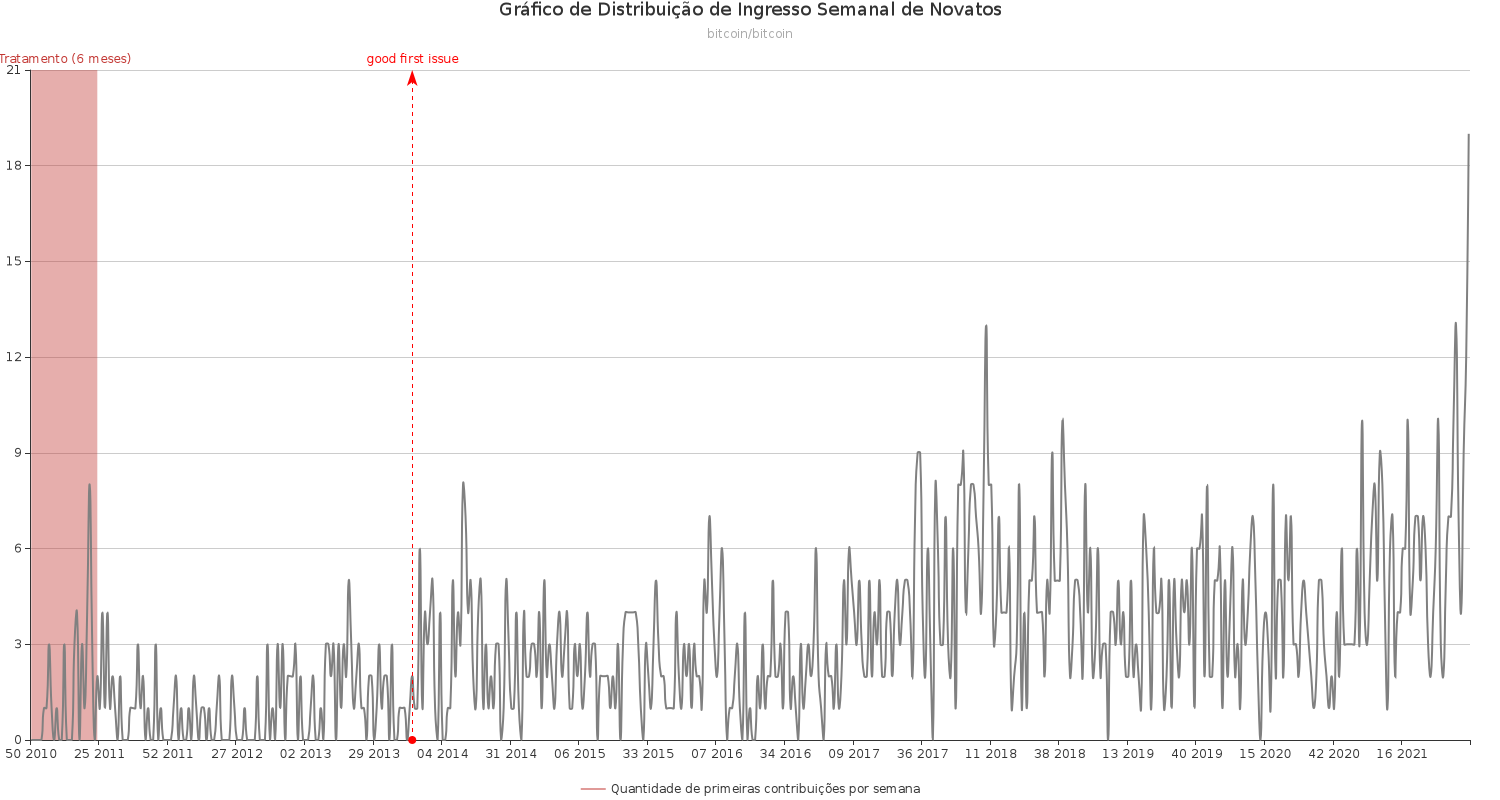 Gráfico de Distribuição de Ingresso Semanal de Novatos
bitcoin/bitcoin
Tratamento (6 meses)
good first issue
21
18
15
12
9
6
3
0
50 2010 25 2011 52 2011 27 2012 02 2013 29 2013 04 2014 31 2014 06 2015 33 2015 07 2016 34 2016 09 2017 36 2017 11 2018 38 2018 13 2019 40 2019 15 2020 42 2020 16 2021
Quantidade de primeiras contribuições por semana